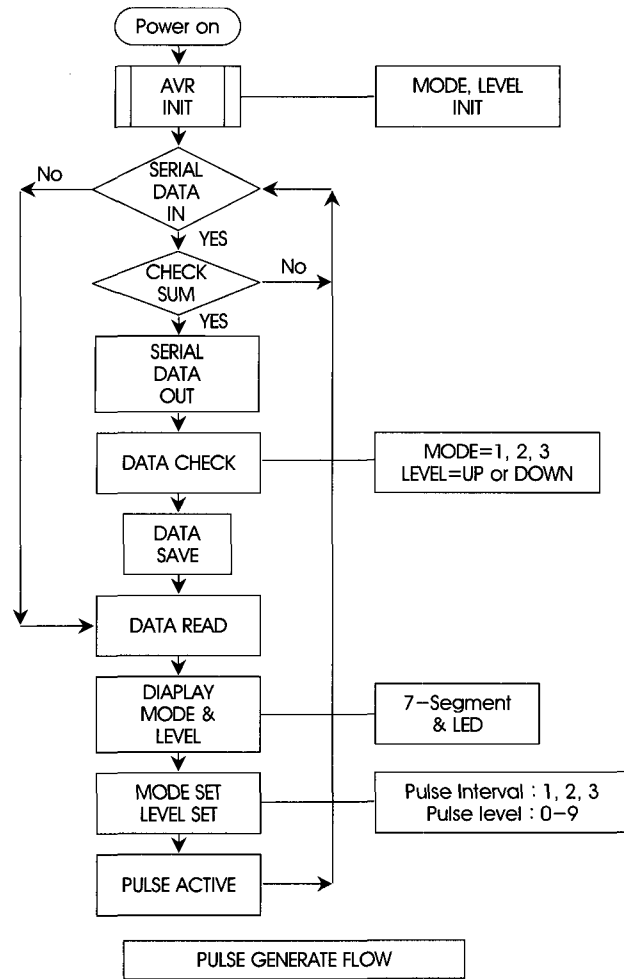 Power on
AVR
INIT
MODE, LEVEL
INIT
No
SERIAL
DATA
IN
YES
CHECK
SUM
No
YES
SERIAL
DATA
OUT
DATA CHECK
MODE=1, 2, 3
LEVEL=UP or DOWN
DATA
SAVE
DATA READ
DIAPLAY
MODE &
LEVEL
7-Segment
& LED
MODE SET
LEVEL SET
Pulse Interval : 1, 2, 3
Pulse level : 0-9
PULSE ACTIVE
PULSE GENERATE FLOW